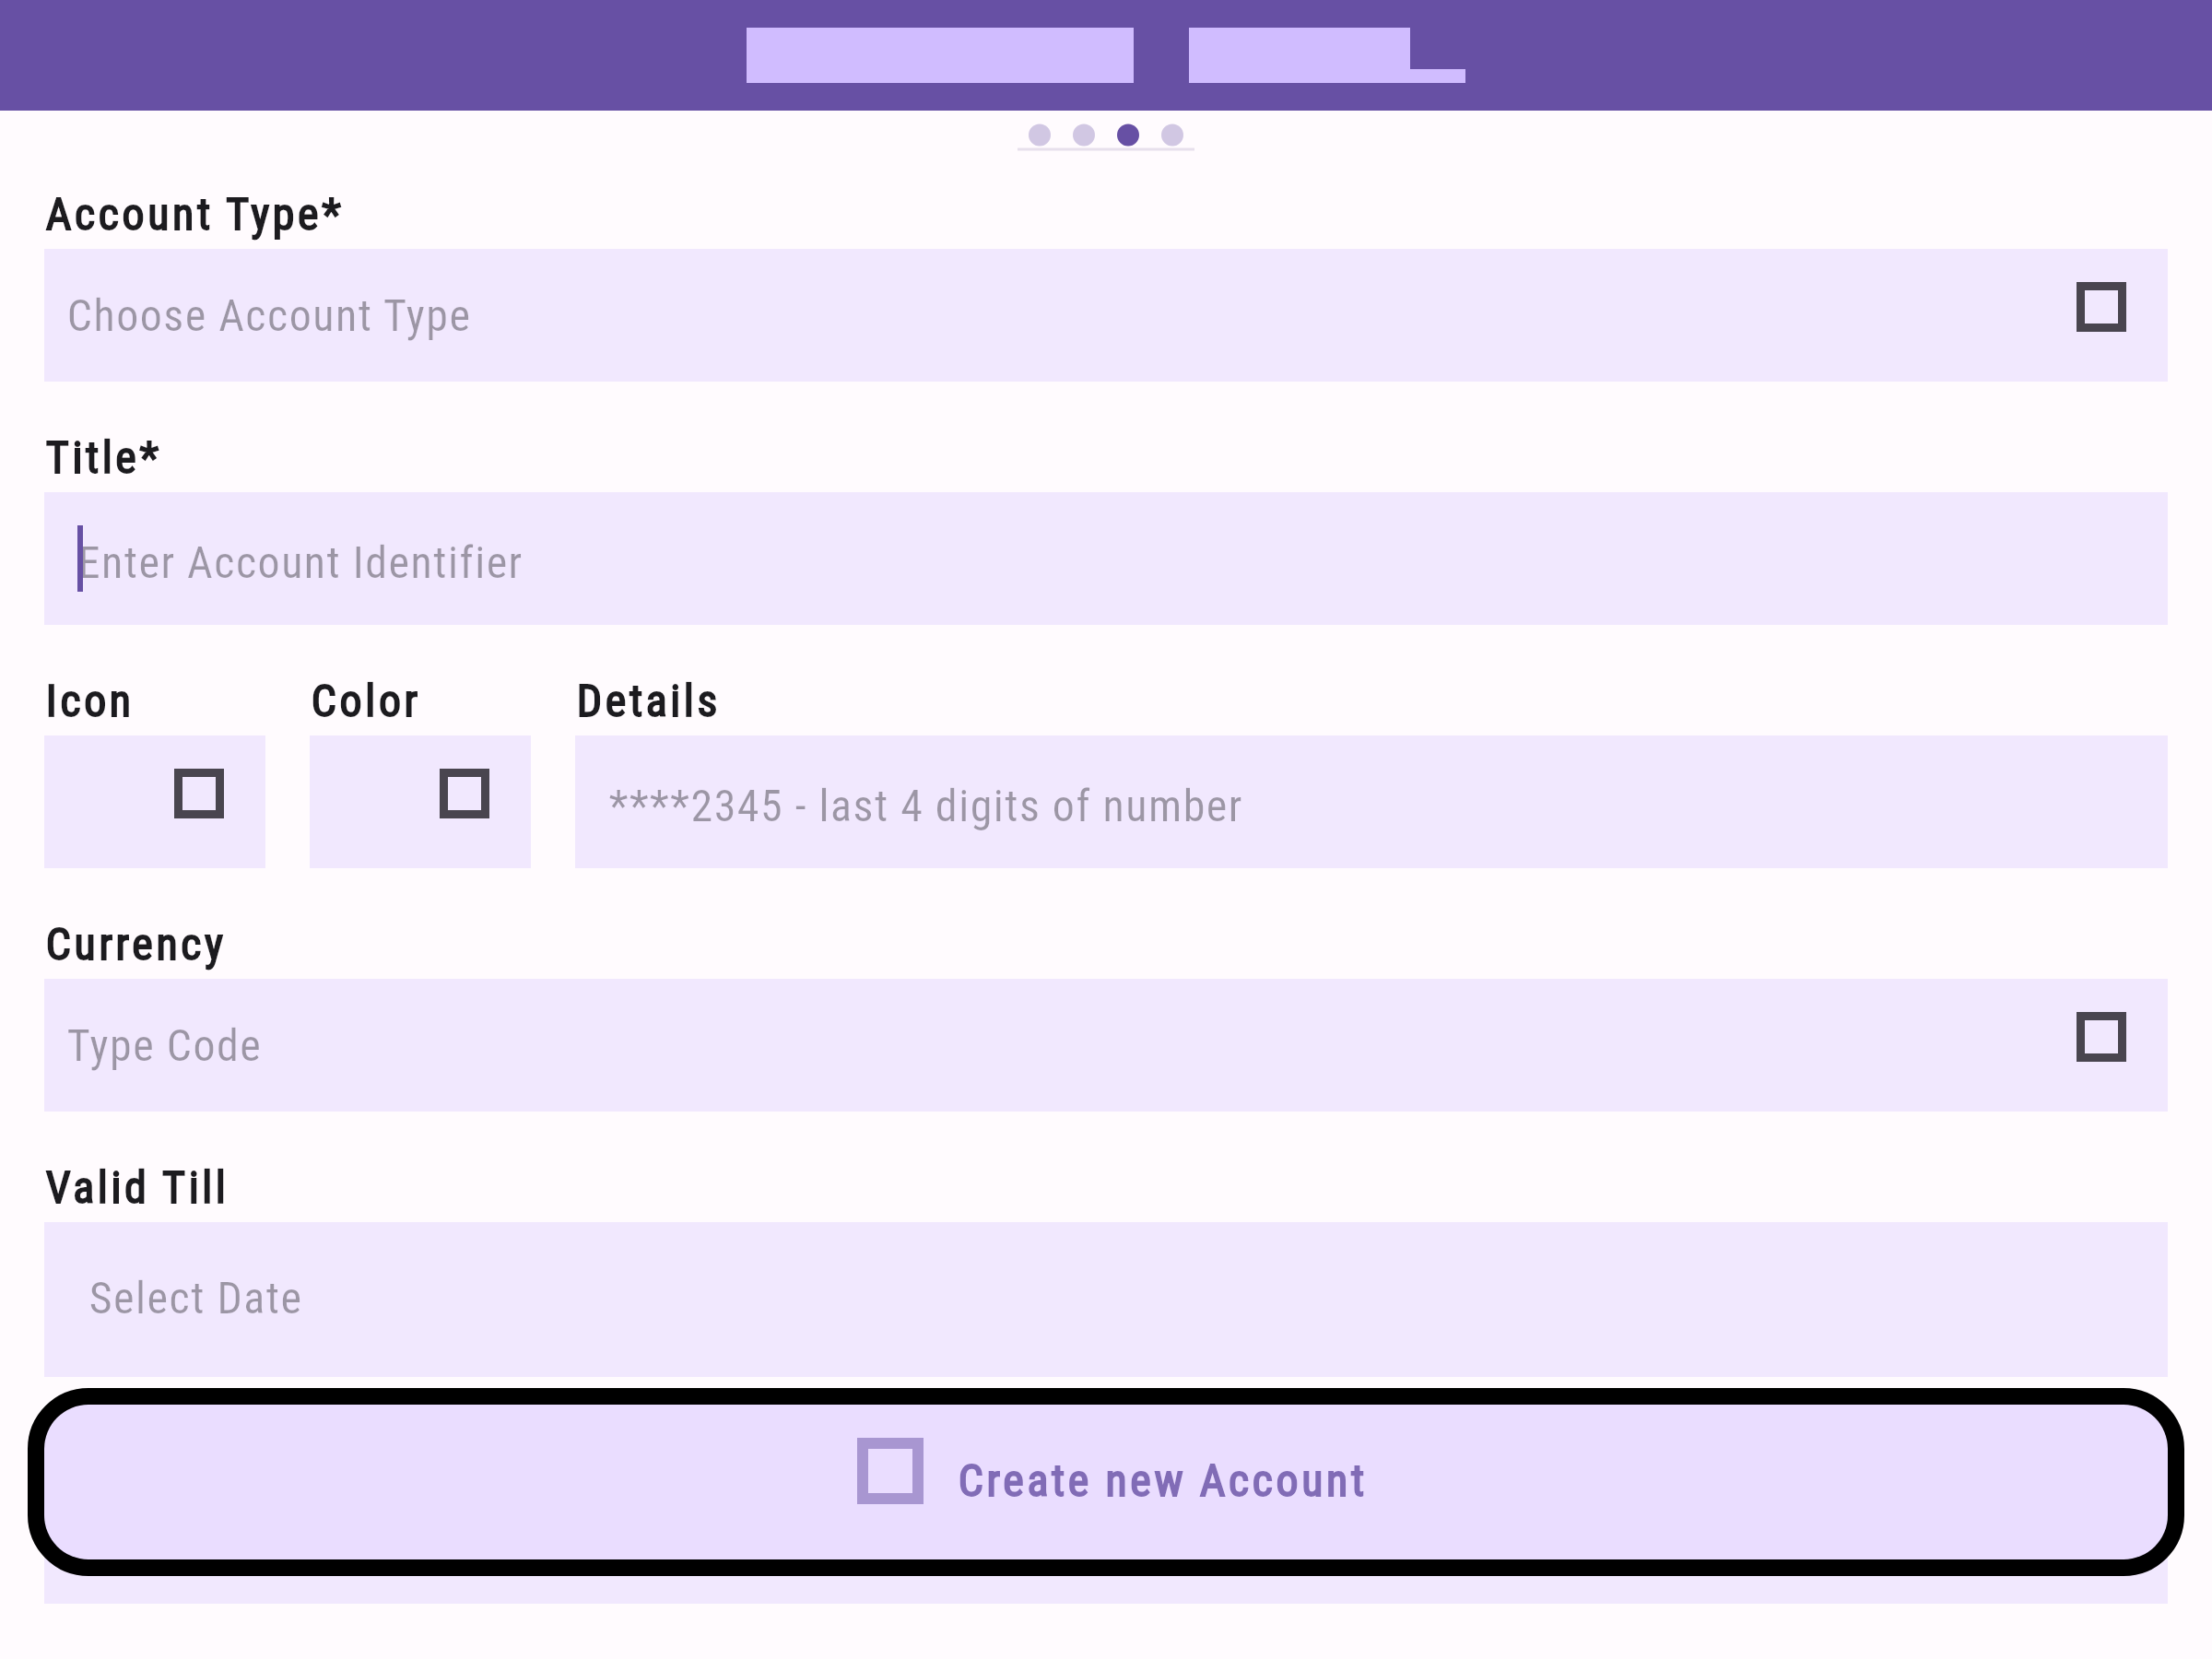 Account Type*
Choose Account Type
Title*
Enter Account Identifier
Icon Color Details
****2345 - last 4 digits of number
Currency
Type Code
Valid Till
Select Date
Create new Account